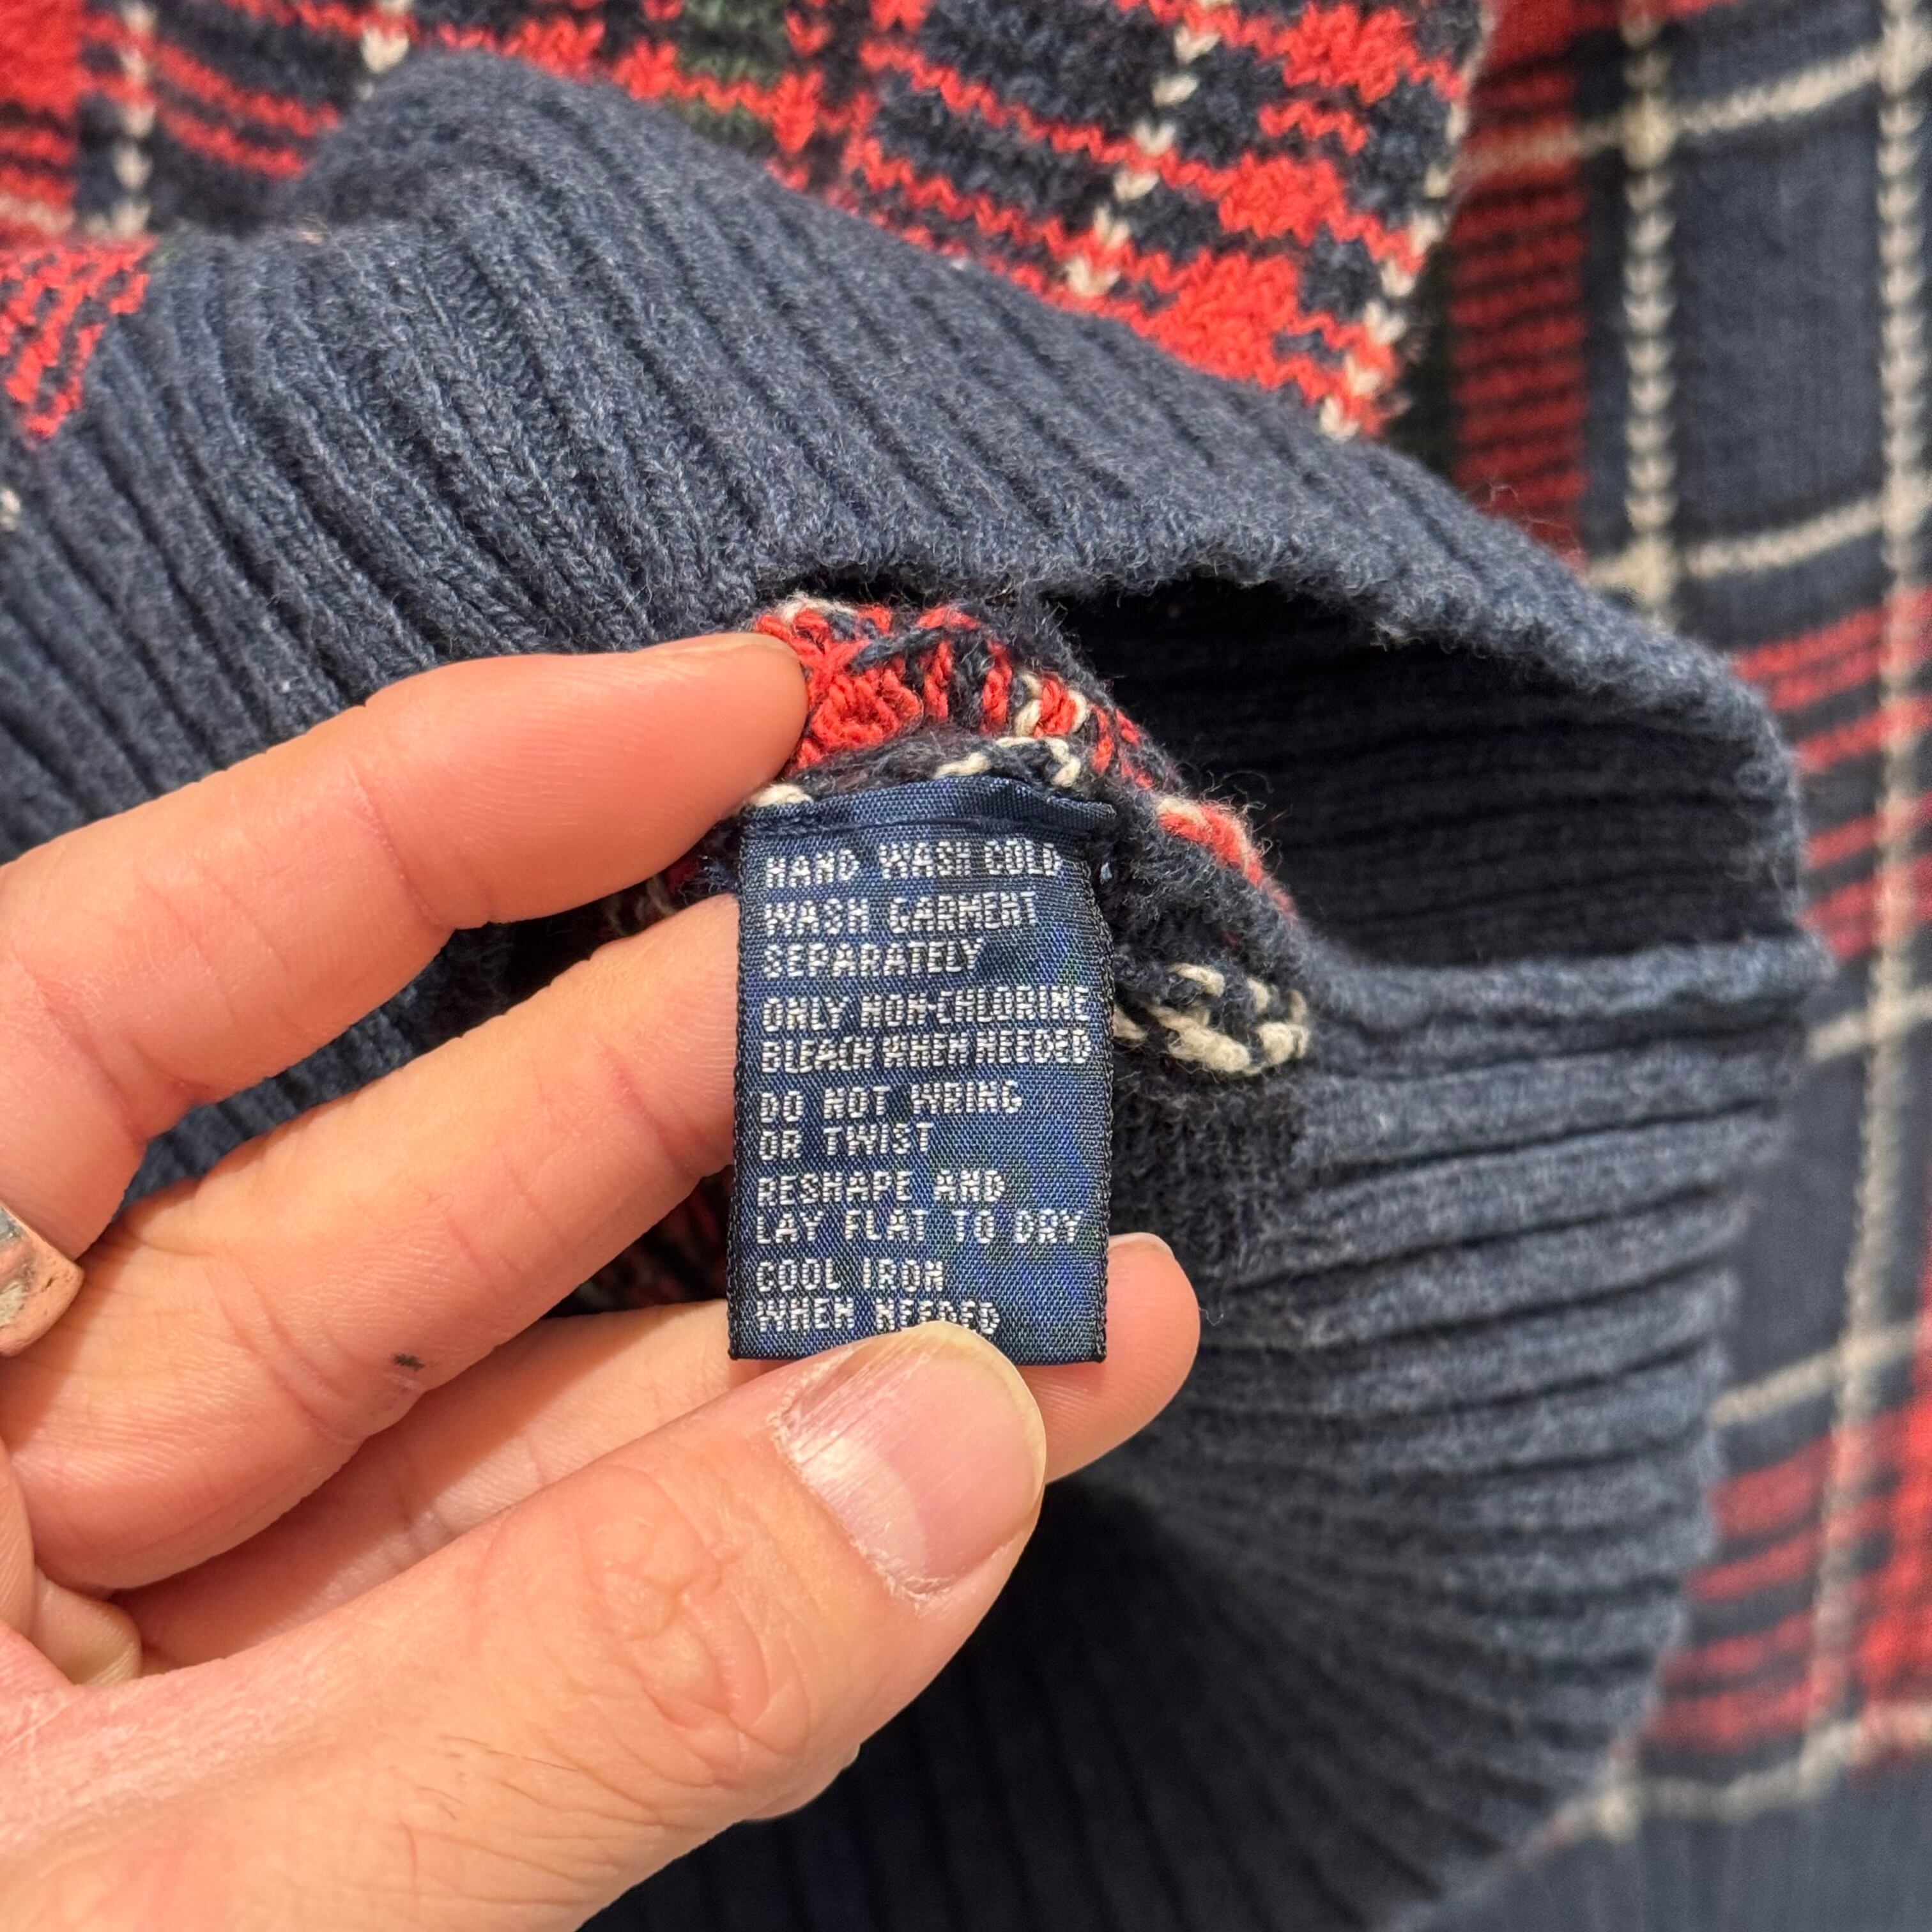 HAND WASH COLD
WASH GARMENT
SEPARATELY
ONLY NON-CHLORINE
BLEACH WHEN NEEDED
DO NOT WRING
OR TWIST
RESHAPE AND
LAY FLAT TO DRY
COOL IRON
WHEN NEEDED